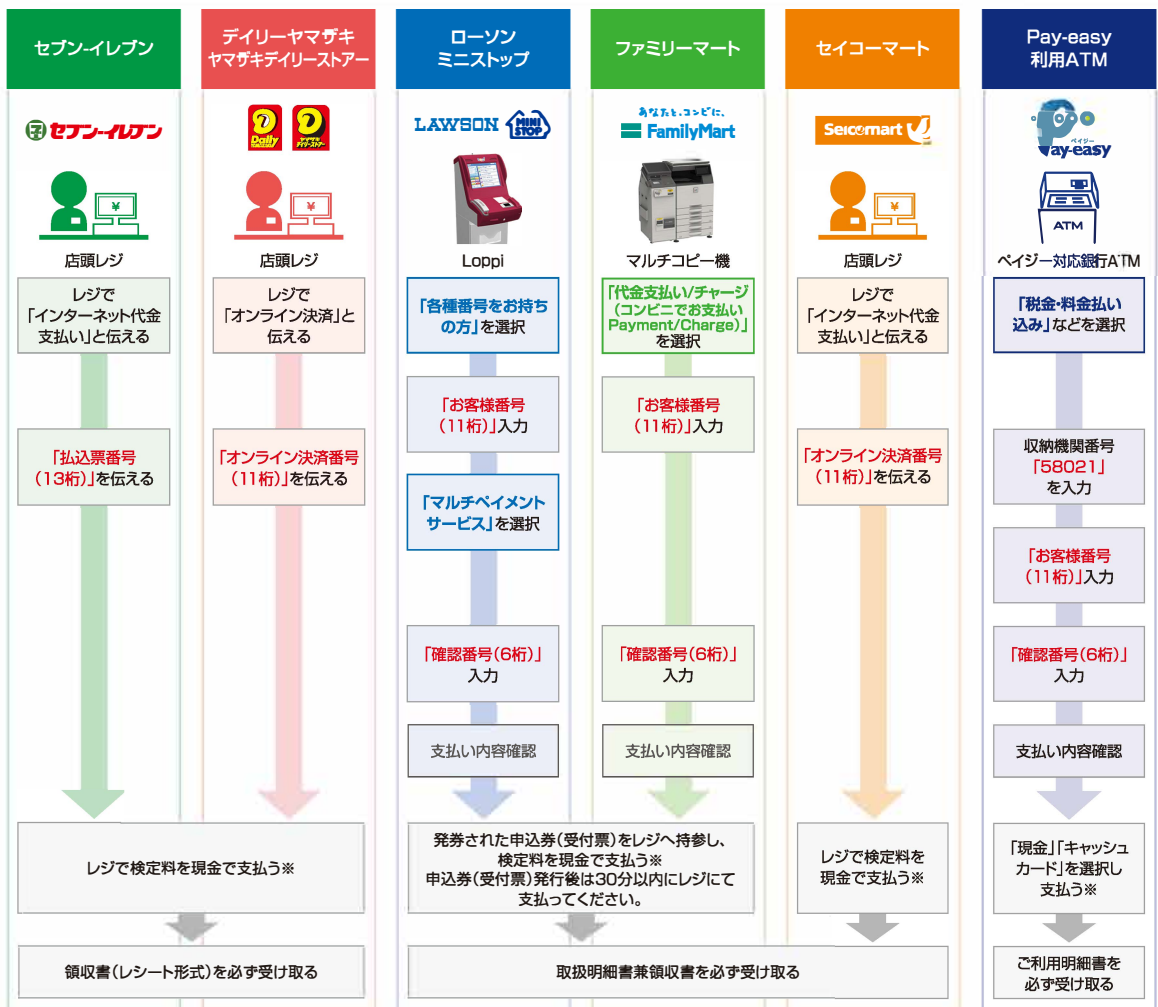 セブン-イレブン
セブン-イレブン
¥
店頭レジ
レジで
「インターネット代金
支払い」と伝える
「払込票番号
(13桁)」を伝える
デイリーヤマザキ
ヤマザキデイリーストアー
Daily
¥
店頭レジ
レジで
「オンライン決済」と
伝える
「オンライン決済番号
(11桁)」を伝える
レジで検定料を現金で支払う※
領収書(レシート形式)を必ず受け取る
ローソン
ミニストップ
LAWSON
MINI
STOP
Loppi
「各種番号をお持ち
の方」を選択
「お客様番号
(11桁)」入力
「マルチペイメント
サービス」を選択
「確認番号(6桁)」
入力
支払い内容確認
ファミリーマート
あなたと、コンビに、
FamilyMart
マルチコピー機
「代金支払い/チャージ
(コンビニでお支払い
Payment/Charge)」
を選択
「お客様番号
(11桁)」入力
「確認番号(6桁)」
入力
支払い内容確認
発券された申込券(受付票)をレジへ持参し、
検定料を現金で支払う※
申込券(受付票)発行後は30分以内にレジにて
支払ってください。
セイコーマート
Seicomart
¥
店頭レジ
レジで
「インターネット代金
支払い」と伝える
「オンライン決済番号
(11桁)」を伝える
レジで検定料を
現金で支払う※
取扱明細書兼領収書を必ず受け取る
Pay-easy
利用ATM
ペイジー
Pay-easy
ATM
ペイジー対応銀行ATM
「税金・料金払い
込み」などを選択
収納機関番号
「58021」
を入力
「お客様番号
(11桁)」入力
「確認番号(6桁)」
入力
支払い内容確認
「現金」「キャッシュ
カード」を選択し
支払う※
ご利用明細書を
必ず受け取る